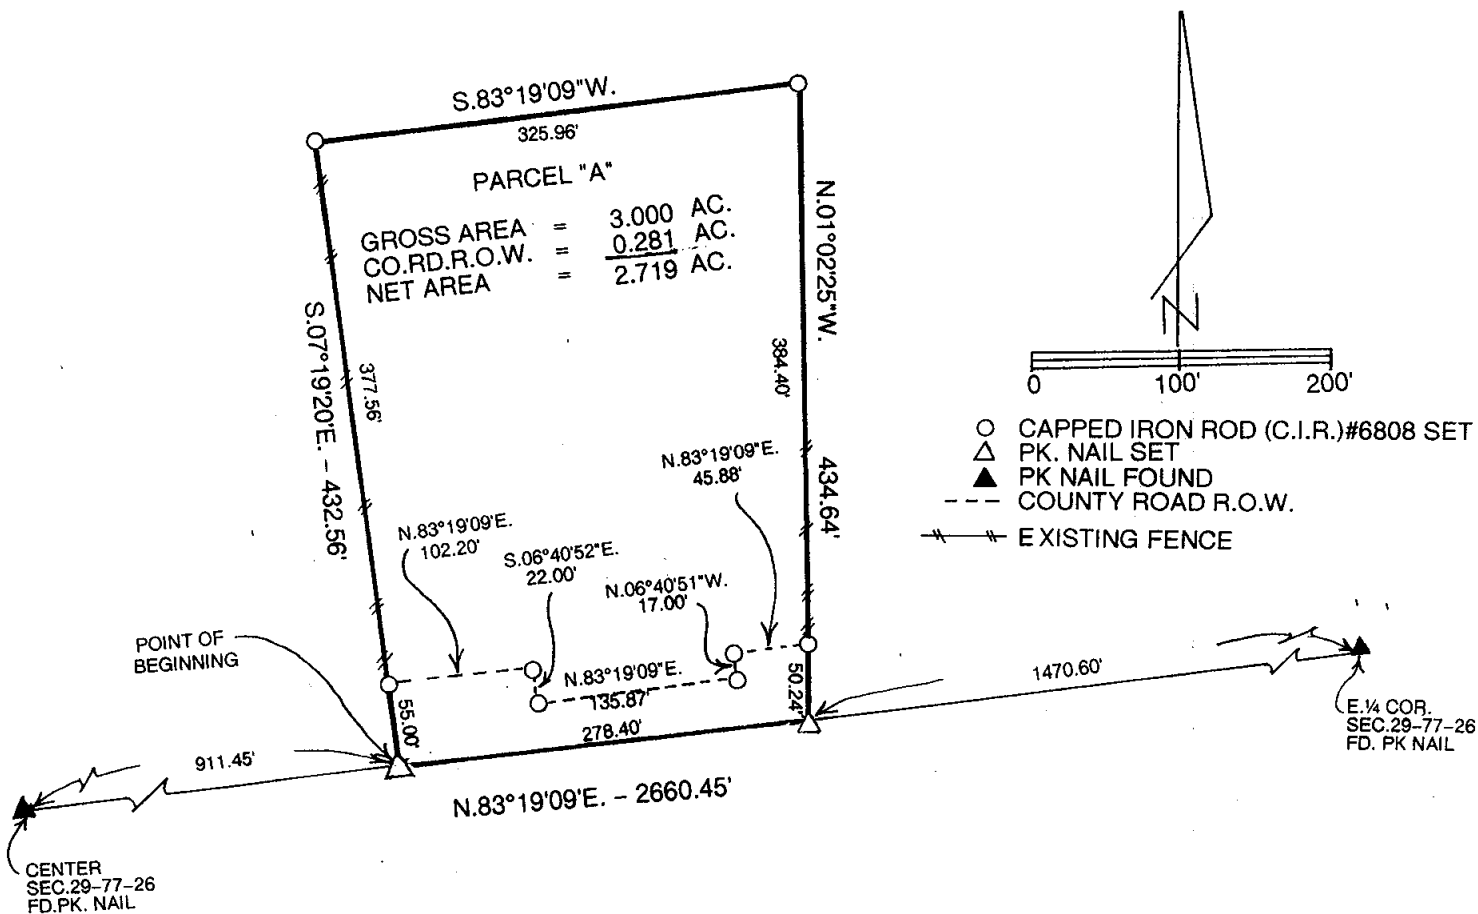 S.83°19'09"W.
325.96'
PARCEL "A"
GROSS AREA = 3.000 AC.
CO.RD.R.O.W. = 0.281 AC.
NET AREA = 2.719 AC.
N.01°02'25"W.
434.64'
384.40'
50.24'
S.07°19'20"E. - 432.56'
377.56'
55.00'
N.83°19'09'E.
102.20'
S.06°40'52"E.
22.00'
N.06°40'51"W.
17.00'
N.83°19'09"E.
45.88'
N.83°19'09"E.
135.87'
278.40'
N.83°19'09'E. - 2660.45'
POINT OF
BEGINNING
911.45'
1470.60'
CENTER
SEC.29-77-26
FD.PK. NAIL
E.¼ COR.
SEC.29-77-26
FD. PK NAIL
N
0 100' 200'
CAPPED IRON ROD (C.I.R.)#6808 SET
PK. NAIL SET
PK NAIL FOUND
COUNTY ROAD R.O.W.
EXISTING FENCE